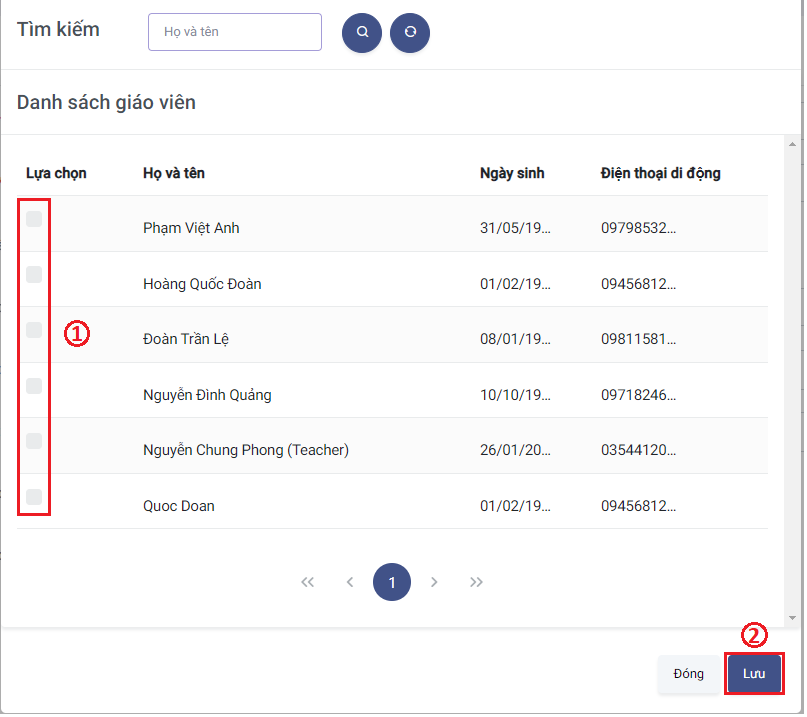 Tìm kiếm
Họ và tên
Danh sách giáo viên
Lựa chọn Họ và tên Ngày sinh Điện thoại di động
Phạm Việt Anh 31/05/19... 09798532...
Hoàng Quốc Đoàn 01/02/19... 09456812...
① Đoàn Trần Lệ 08/01/19... 09811581...
Nguyễn Đình Quảng 10/10/19... 09718246...
Nguyễn Chung Phong (Teacher) 26/01/20... 03544120...
Quoc Doan 01/02/19... 09456812...
1
②
Đóng Lưu